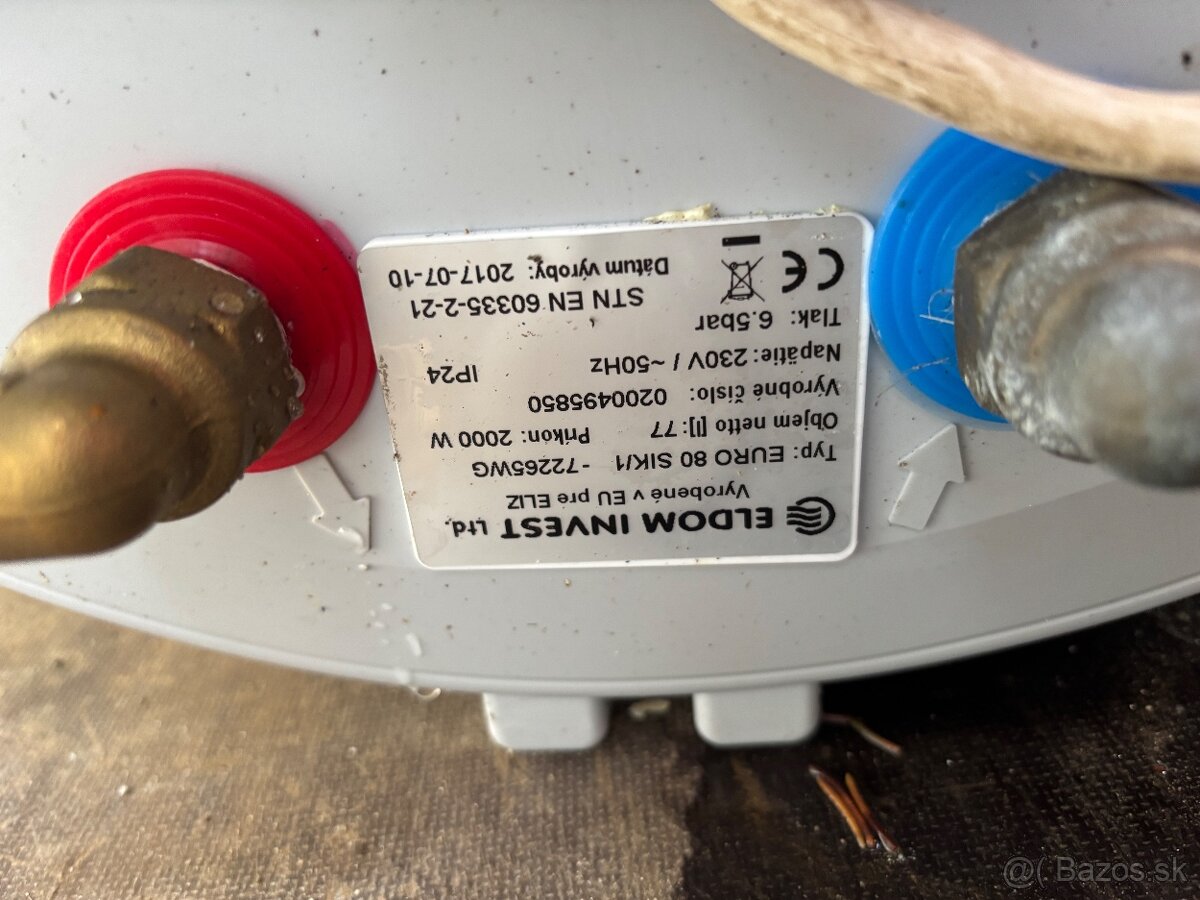 ELDOM INVEST Ltd.
Vyrobené v EU pre ELIZ
Typ: EURO 80 SIK/1 -72265WG
Objem netto [l]: 77 Príkon: 2000 W
Výrobné číslo: 0200495850
Napätie: 230V / ~50Hz IP24
Tlak: 6.5bar
STN EN 60335-2-21
CE
Dátum výroby: 2017-07-10
@( Bazos.sk